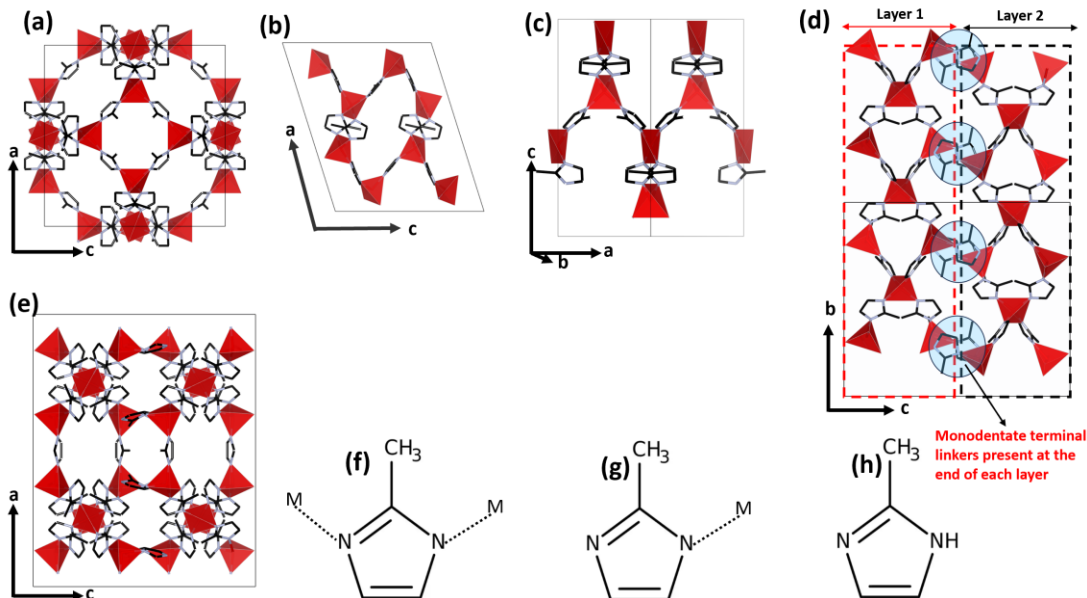 (a)
a
c
(b)
a
c
(c)
c
b
a
(d)
Layer 1
Layer 2
b
c
Monodentate terminal
linkers present at the
end of each layer
(e)
a
c
(f)
CH₃
M
M
N
N
(g)
CH₃
M
N
N
(h)
CH₃
N
NH